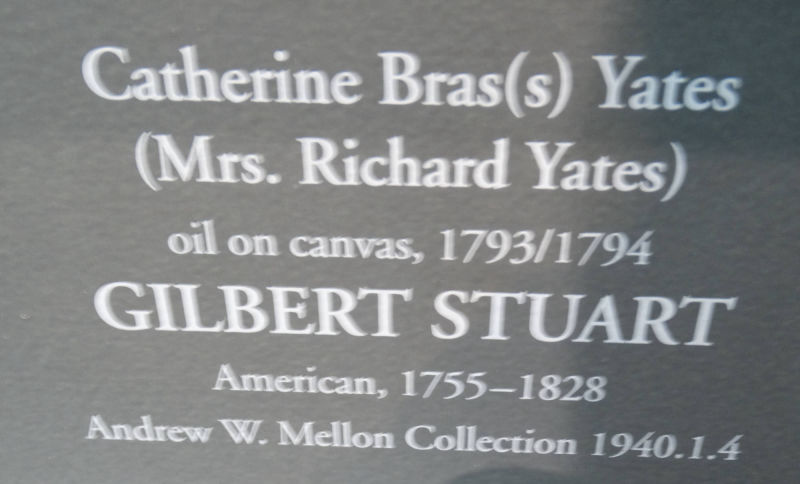 Catherine Bras(s) Yates
(Mrs. Richard Yates)
oil on canvas, 1793/1794
GILBERT STUART
American, 1755–1828
Andrew W. Mellon Collection 1940.1.4